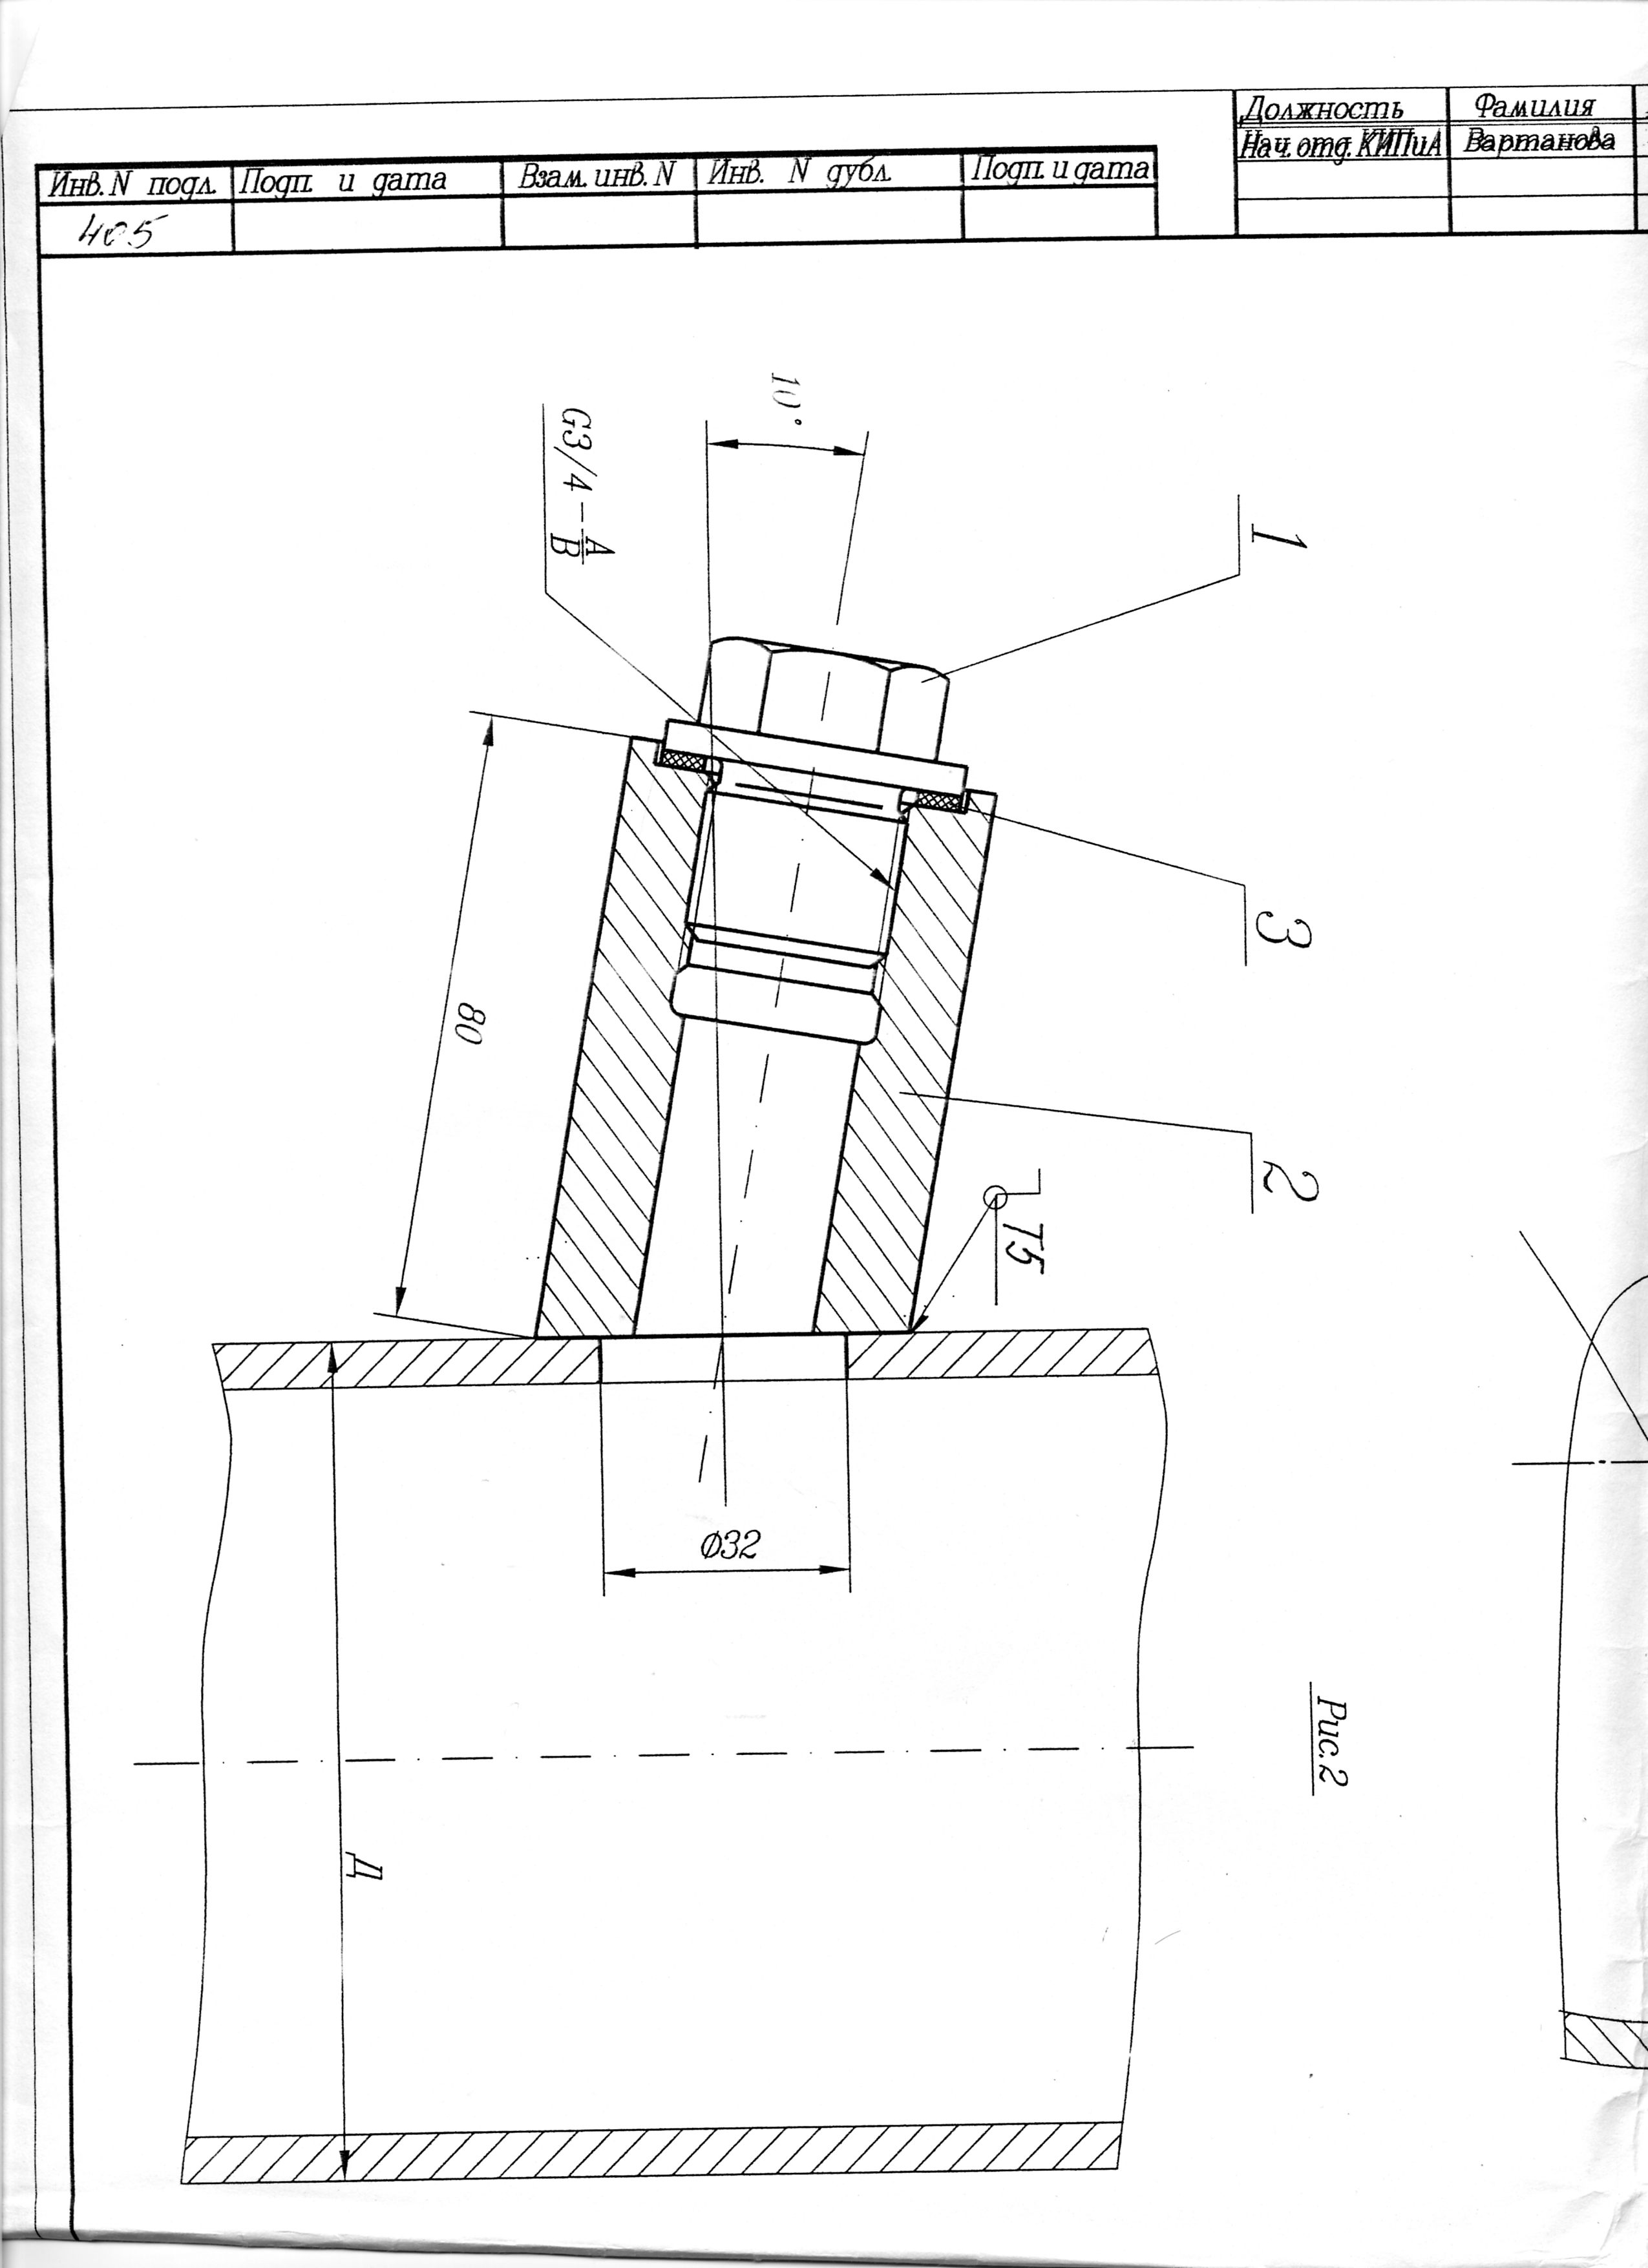 Должность Фамилия
Нач. отд. КИПиА Вартанова
Инв. N подл. Подп. и дата Взам. инв. N Инв. N дубл. Подп. и дата
405
10°
G3/4-A/B
1
3
80
2
T5
Ø32
Рис.2
Д